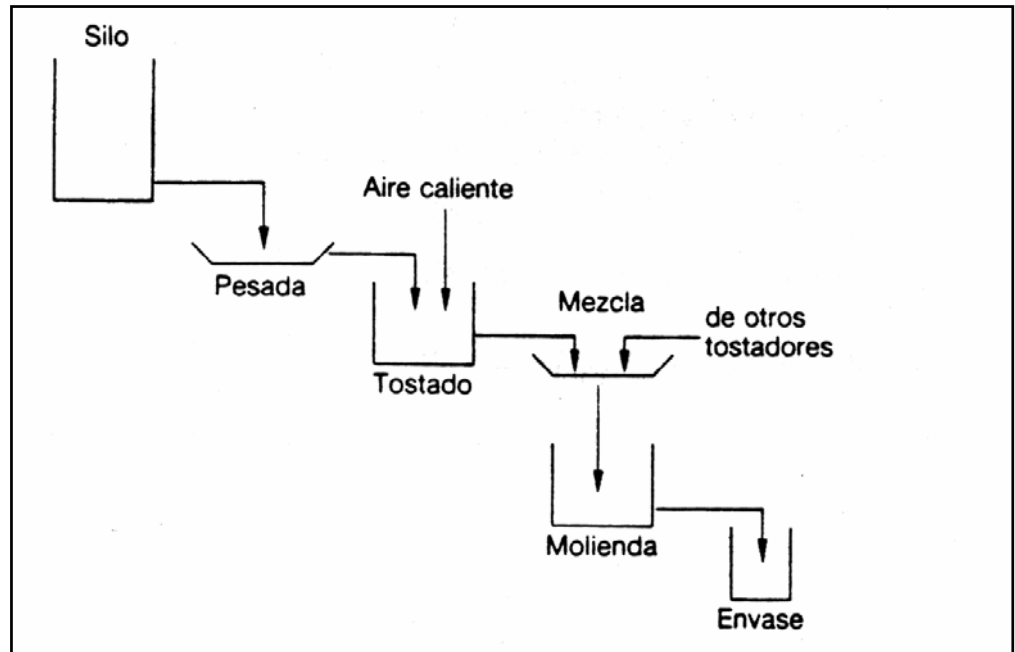 Silo
Aire caliente
Pesada
Mezcla
de otros
tostadores
Tostado
Molienda
Envase